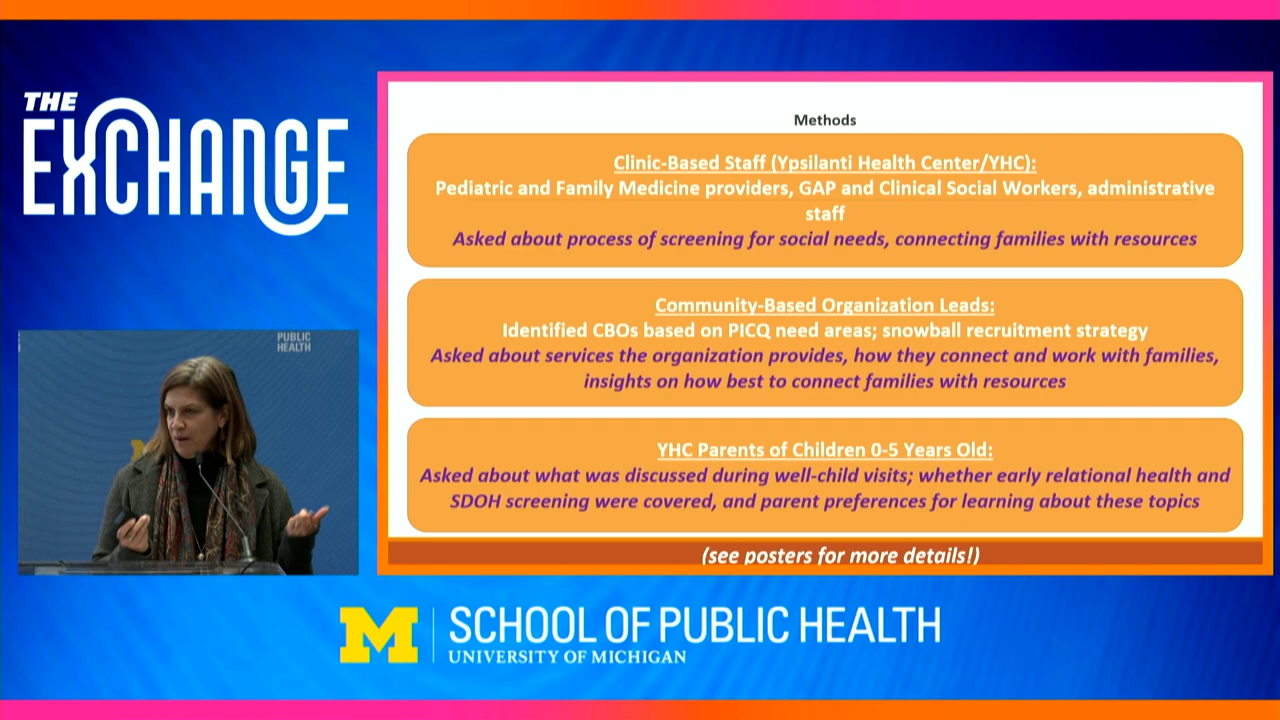 THE
EXCHANGE
Methods
Clinic-Based Staff (Ypsilanti Health Center/YHC):
Pediatric and Family Medicine providers, GAP and Clinical Social Workers, administrative
staff
Asked about process of screening for social needs, connecting families with resources
Community-Based Organization Leads:
Identified CBOs based on PICQ need areas; snowball recruitment strategy
Asked about services the organization provides, how they connect and work with families,
insights on how best to connect families with resources
YHC Parents of Children 0-5 Years Old:
Asked about what was discussed during well-child visits; whether early relational health and
SDOH screening were covered, and parent preferences for learning about these topics
(see posters for more details!)
PUBLIC
HEALTH
M
M
SCHOOL OF PUBLIC HEALTH
UNIVERSITY OF MICHIGAN